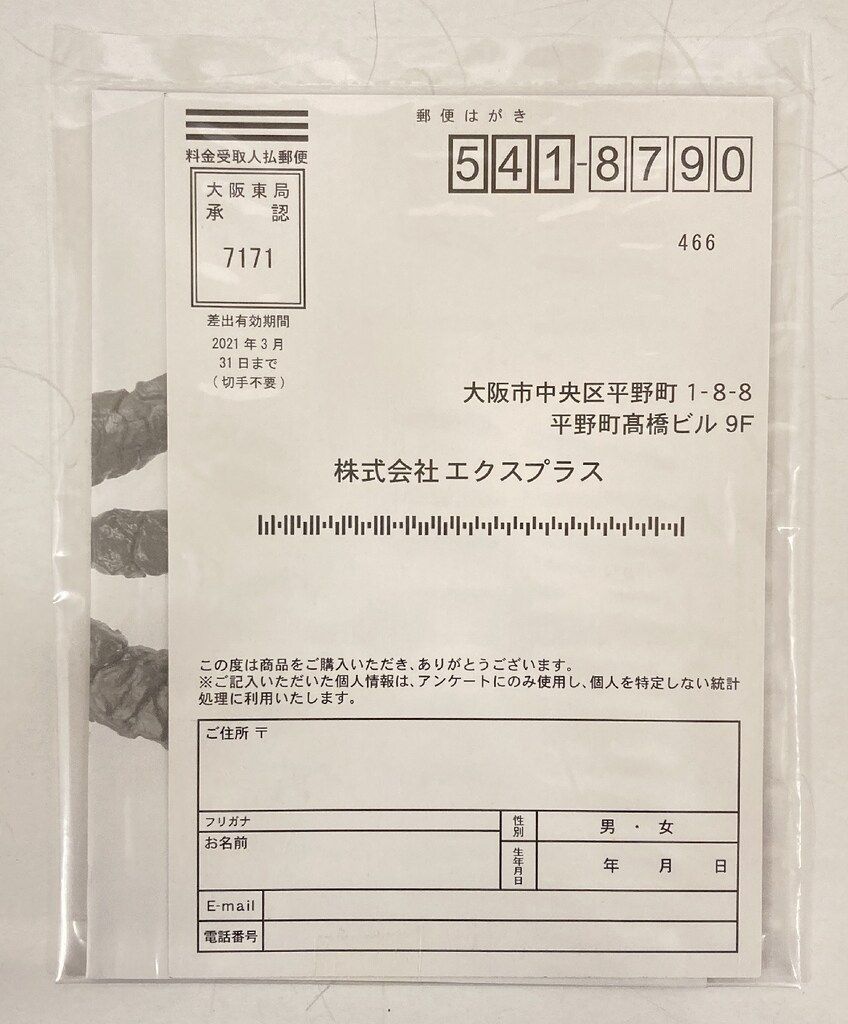 郵便はがき
料金受取人払郵便
541-8790
大阪東局
承 認
7171
466
差出有効期間
2021年3月
31日まで
(切手不要)
大阪市中央区平野町 1-8-8
平野町髙橋ビル 9F
株式会社エクスプラス
この度は商品をご購入いただき、ありがとうございます。
※ご記入いただいた個人情報は、アンケートにのみ使用し、個人を特定しない統計
処理に利用いたします。
ご住所 〒
フリガナ
お名前
性別
男 ・ 女
生年月日
年 月 日
E-mail
電話番号